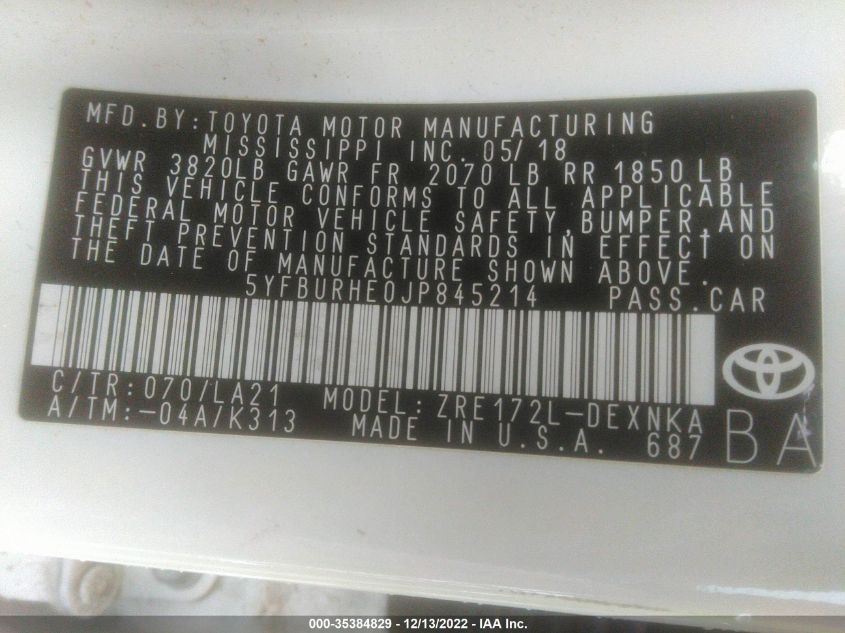 MFD.BY:TOYOTA MOTOR MANUFACTURING
MISSISSIPPI INC. 05/18
GVWR 3820LB GAWR FR 2070 LB RR 1850 LB
THIS VEHICLE CONFORMS TO ALL APPLICABLE
FEDERAL MOTOR VEHICLE SAFETY,BUMPER,AND
THEFT PREVENTION STANDARDS IN EFFECT ON
THE DATE OF MANUFACTURE SHOWN ABOVE.
5YFBURHE0JP845214 PASS.CAR
C/TR:070/LA21 MODEL:ZRE172L-DEXNKA
A/TM:-04A/K313 MADE IN U.S.A. 687 BA
000-35384829 - 12/13/2022 - IAA Inc.